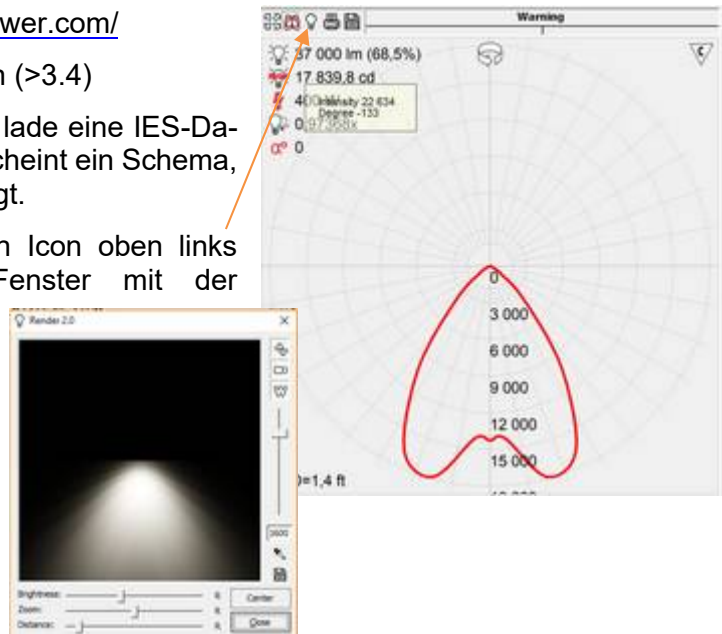 wer.com/
(>3.4)
lade eine IES-Da-
cheint ein Schema,
gt.
Icon oben links
Fenster mit der
Warning
37 000 lm (68,5%)
17 839,8 cd
Intensity 22 634
Degree -133
0
0
3 000
6 000
9 000
12 000
15 000
=1,4 ft
Render 2.0
Brightness:
Zoom:
Distance:
Center
Close